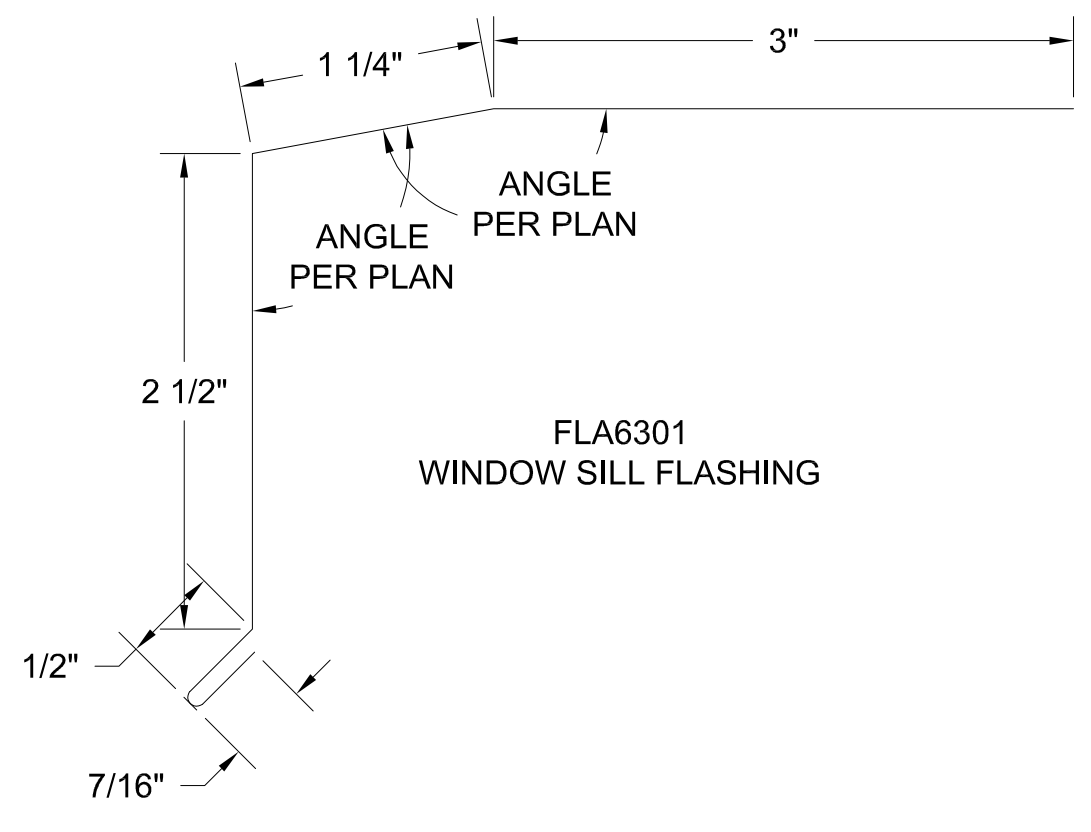 1 1/4"
3"
ANGLE
PER PLAN
ANGLE
PER PLAN
2 1/2"
FLA6301
WINDOW SILL FLASHING
1/2"
7/16"